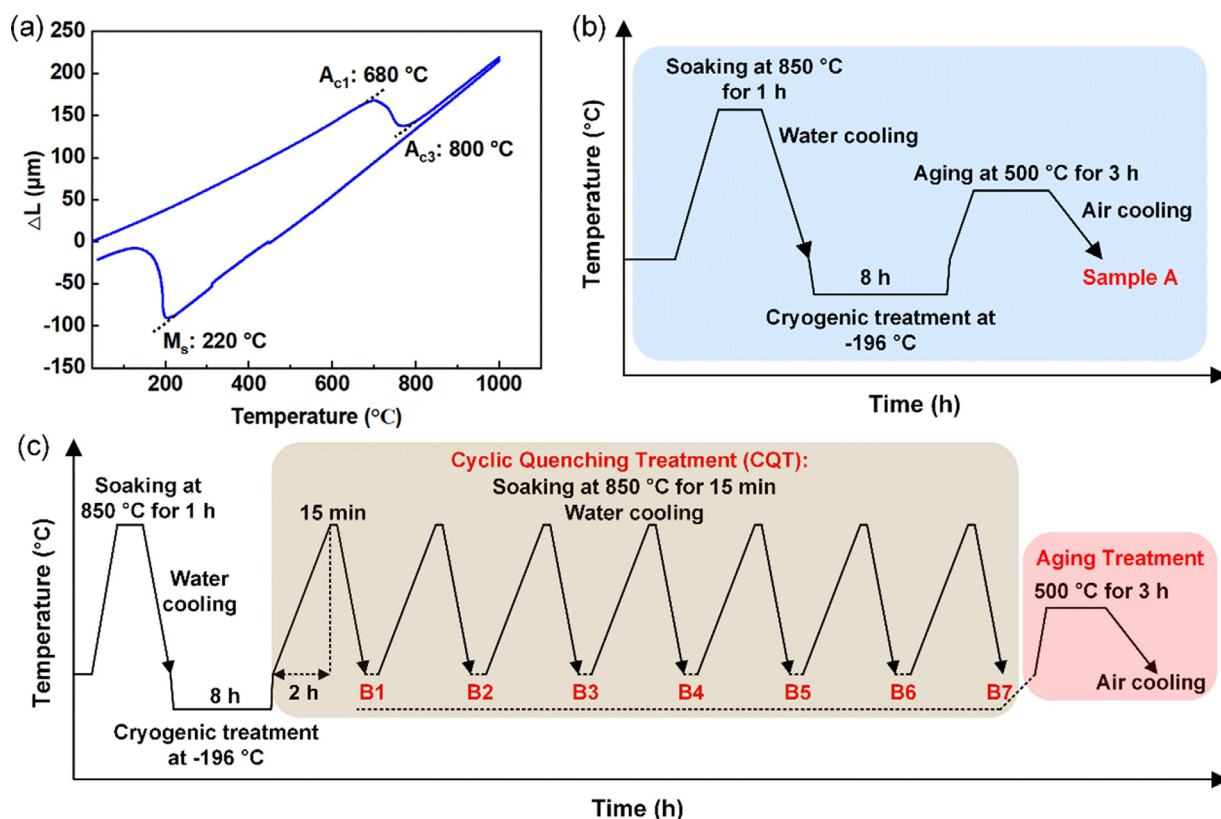 (a)
250
200
150
100
50
0
-50
-100
-150
△L (µm)
Ac1: 680 °C
Ac3: 800 °C
Ms: 220 °C
200
400
600
800
1000
Temperature (°C)
(b)
Temperature (°C)
Soaking at 850 °C
for 1 h
Water cooling
Aging at 500 °C for 3 h
Air cooling
Sample A
8 h
Cryogenic treatment at
-196 °C
Time (h)
(c)
Temperature (°C)
Soaking at
850 °C for 1 h
Water
cooling
8 h
Cryogenic treatment
at -196 °C
Cyclic Quenching Treatment (CQT):
Soaking at 850 °C for 15 min
Water cooling
15 min
2 h
B1
B2
B3
B4
B5
B6
B7
Aging Treatment
500 °C for 3 h
Air cooling
Time (h)